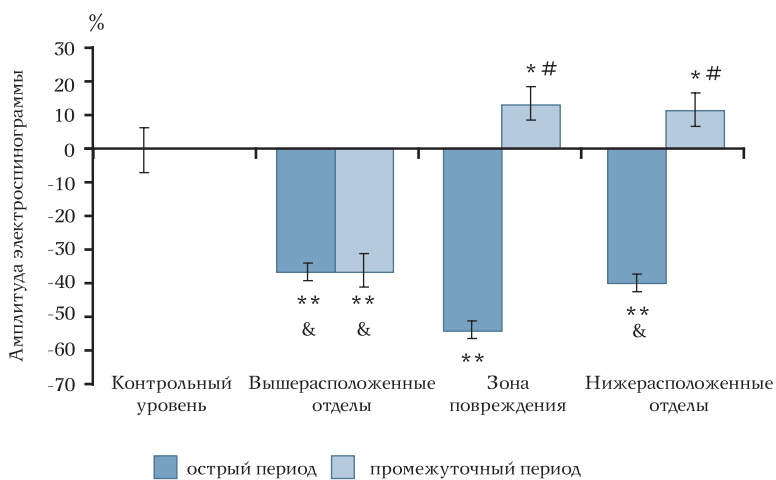 %
Амплитуда электроспинограммы
30
20
10
0
-10
-20
-30
-40
-50
-60
-70
* #
* #
** **
& &
**
**
&
Контрольный
уровень
Вышерасположенные
отделы
Зона
повреждения
Нижерасположенные
отделы
острый период
промежуточный период